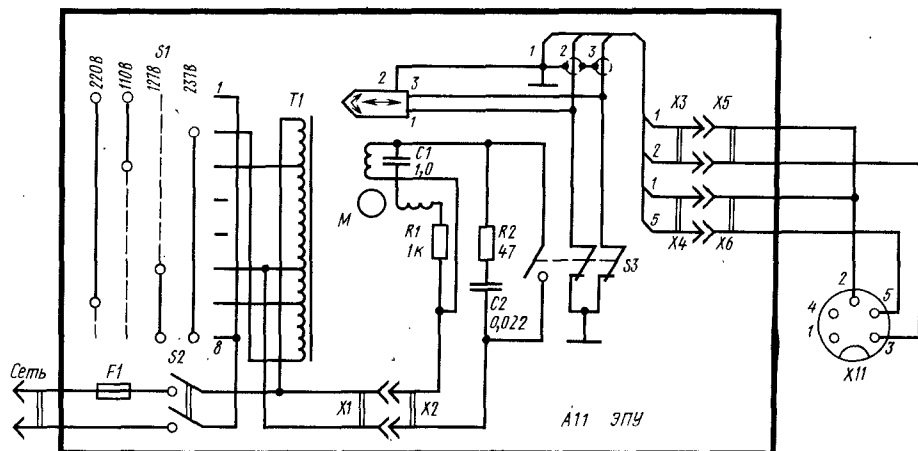 220В 110В 127В 237В
S1
1
8
T1
2
3
1
1 2 3
C1
1,0
M
R1
1к
R2
47
C2
0,022
S3
1 X3 X5
2
1
5 X4 X6
2
4 5
1 3
X11
Сеть
F1
S2
X1 X2
A11 ЭПУ